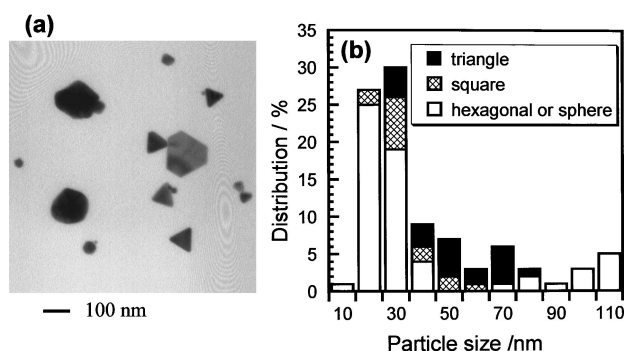 (a)
100 nm
(b)
triangle
square
hexagonal or sphere
Distribution / %
35
30
25
20
15
10
5
0
10 30 50 70 90 110
Particle size /nm